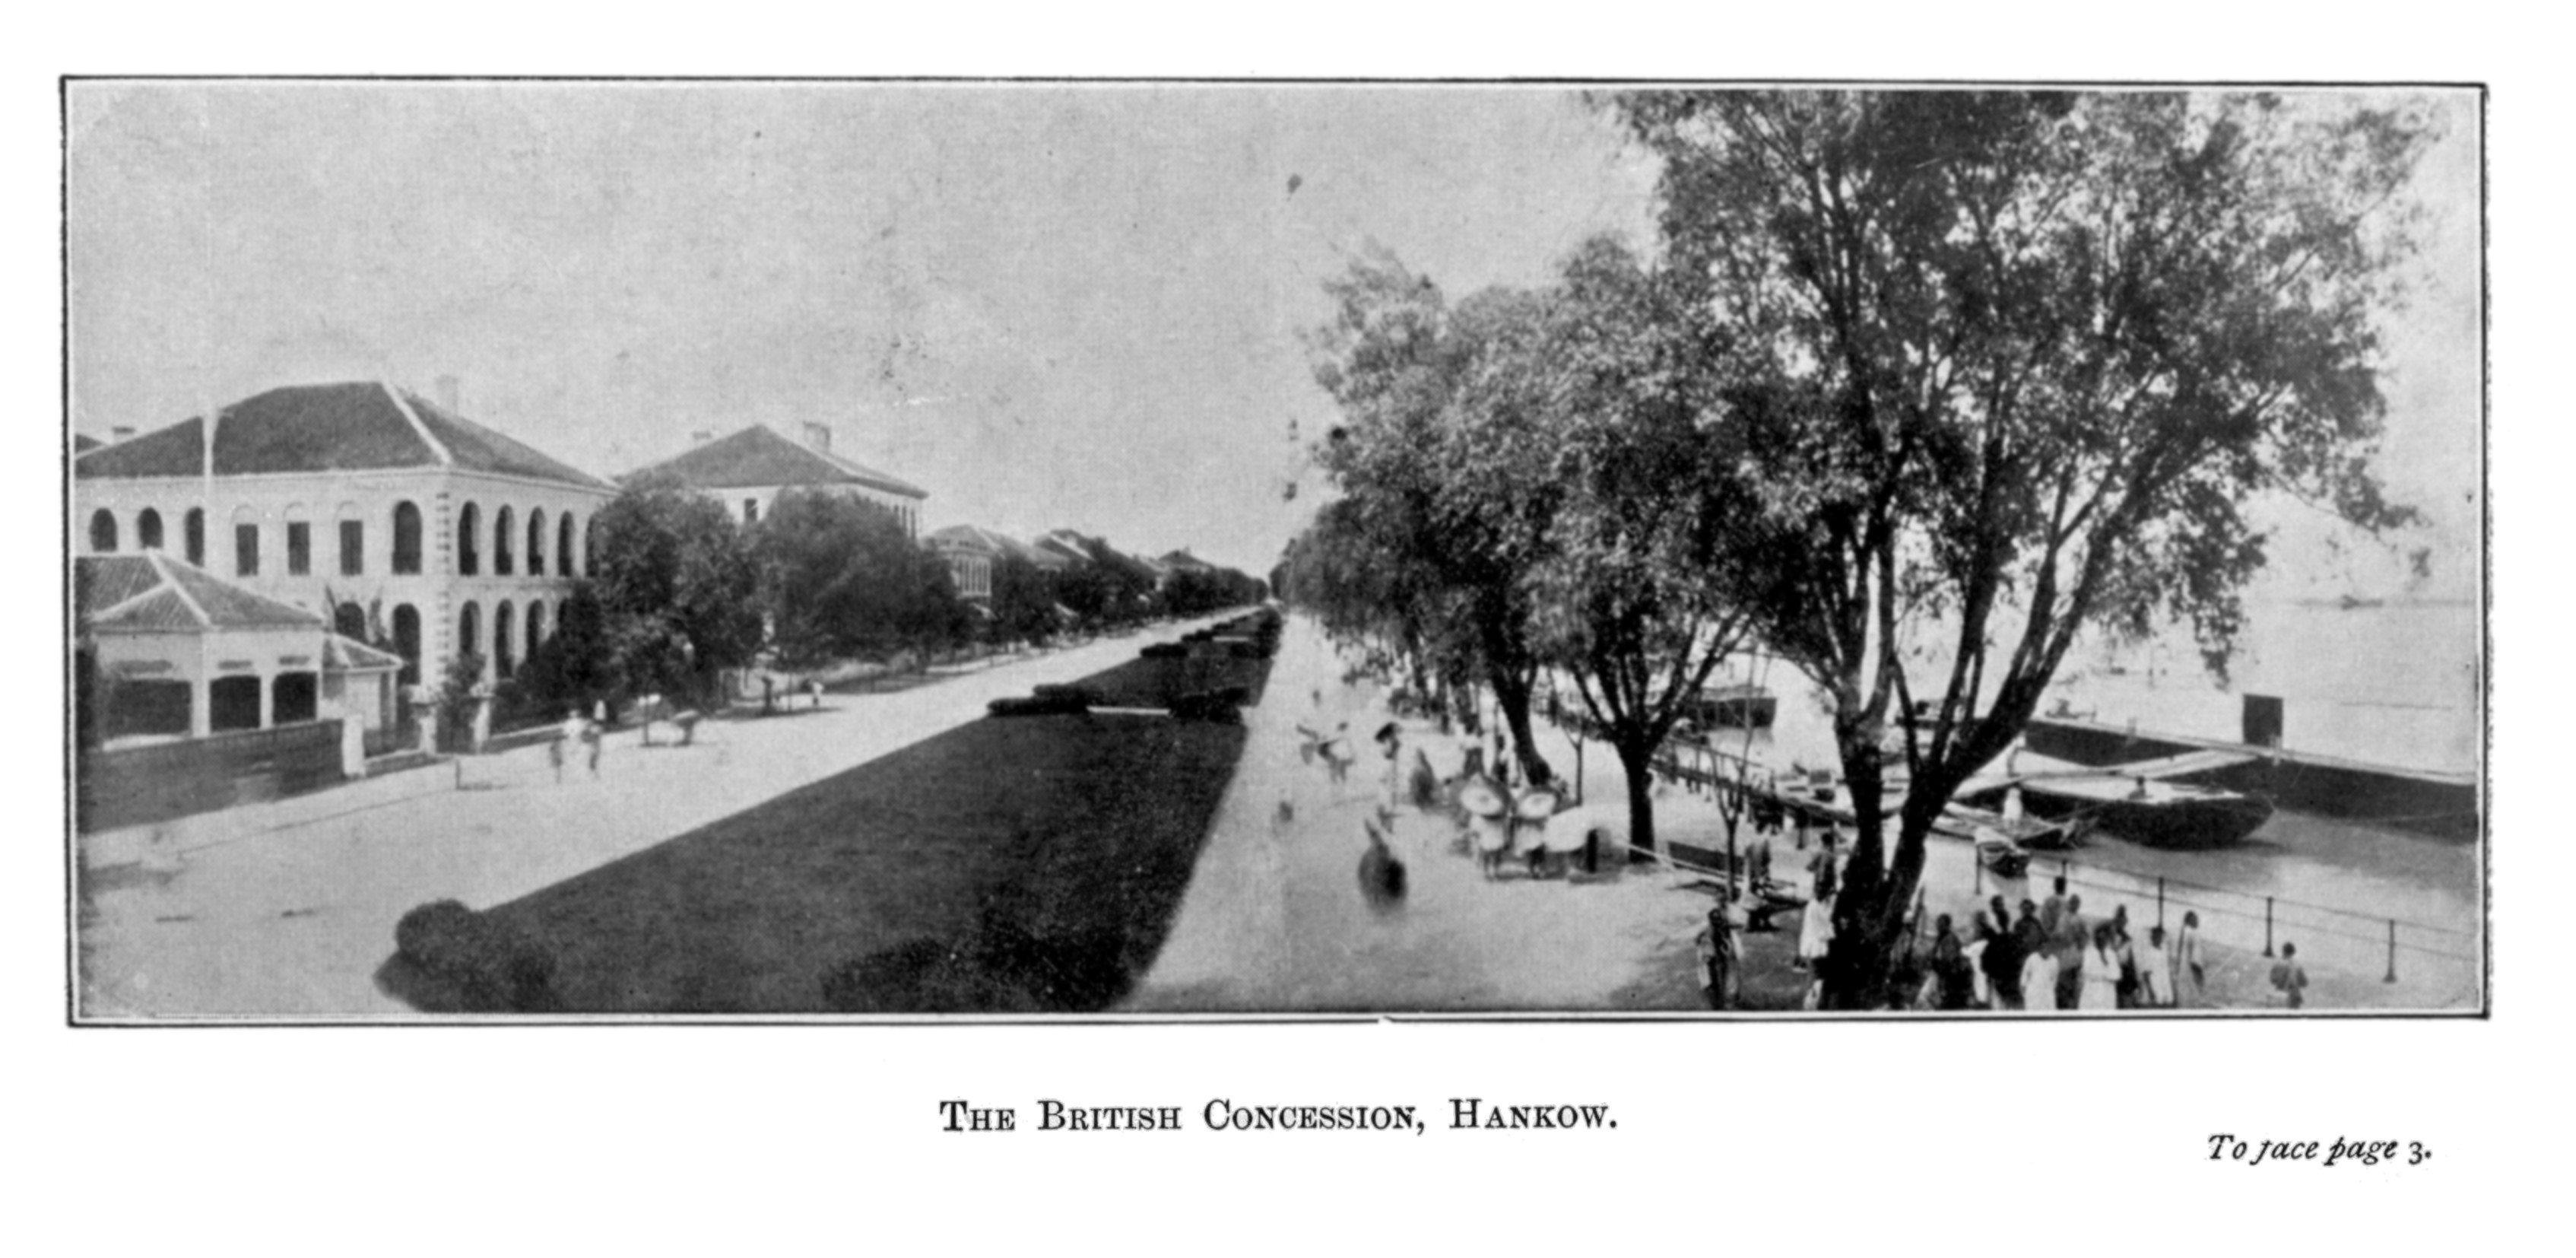 The British Concession, Hankow.
To face page 3.